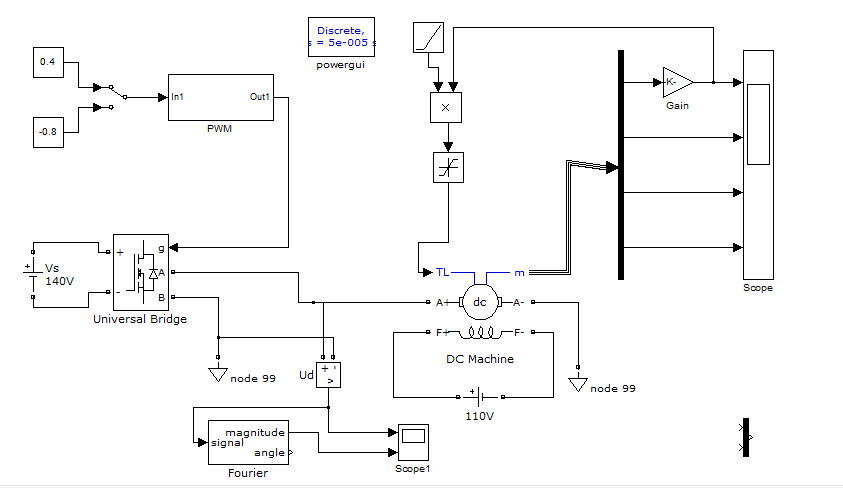 Discrete,
s = 5e-005 s
powergui
0.4
-0.8
In1
Out1
PWM
×
K-
Gain
Scope
Vs
140V
+
-
g
A
B
Universal Bridge
node 99
TL
m
A+
dc
A-
F+
F-
DC Machine
110V
node 99
Ud
+
-
v
signal
magnitude
angle
Fourier
Scope1